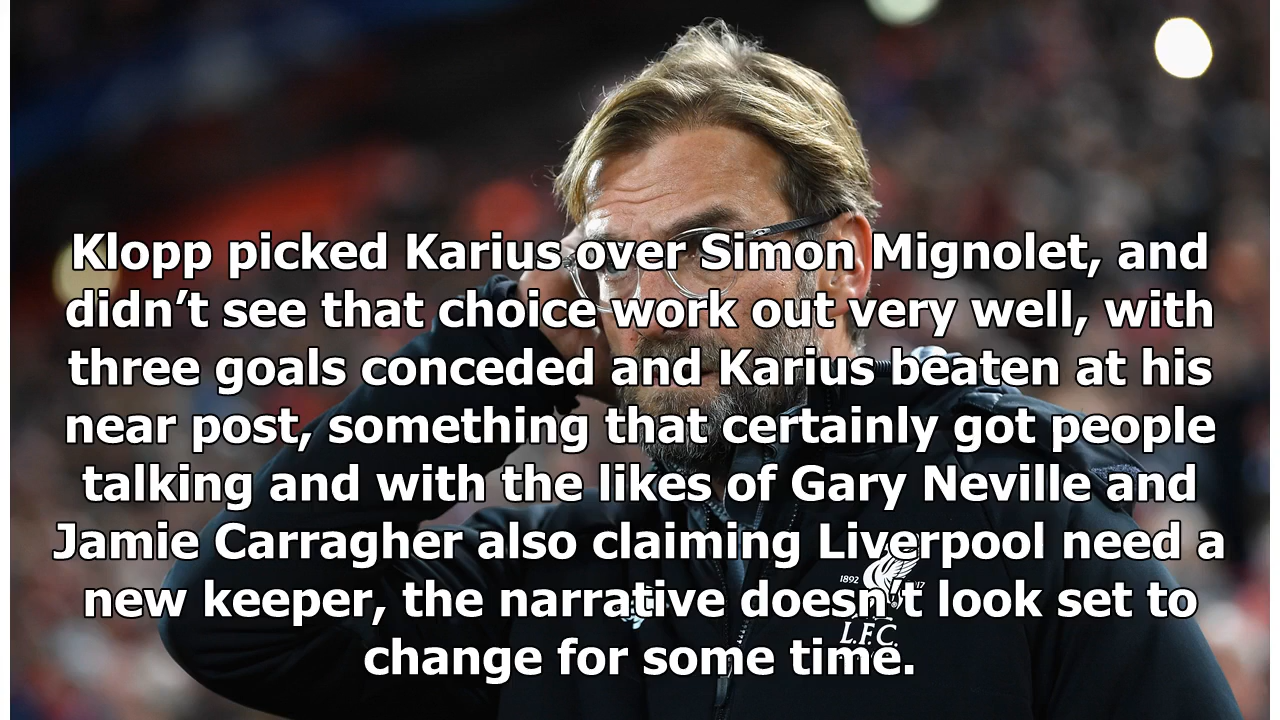 Klopp picked Karius over Simon Mignolet, and
didn’t see that choice work out very well, with
three goals conceded and Karius beaten at his
near post, something that certainly got people
talking and with the likes of Gary Neville and
Jamie Carragher also claiming Liverpool need a
new keeper, the narrative doesn’t look set to
change for some time.
1892 '17
L.F.C.